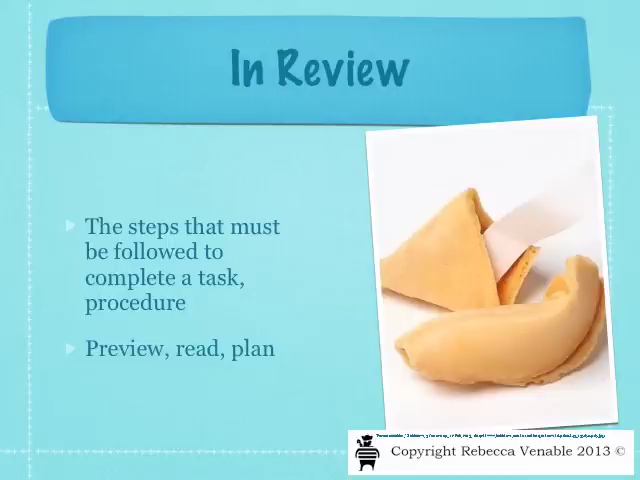 In Review
The steps that must
be followed to
complete a task,
procedure
Preview, read, plan
Copyright Rebecca Venable 2013 ©